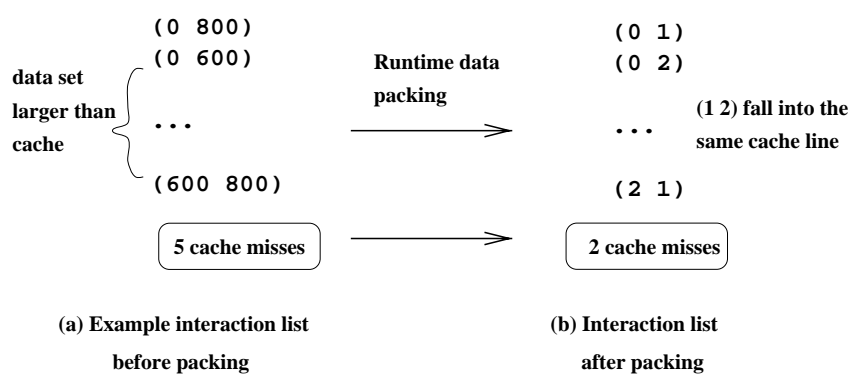 (0 800)
(0 600)
data set
larger than
cache
...
(600 800)
5 cache misses
Runtime data
packing
(0 1)
(0 2)
...
(1 2) fall into the
same cache line
(2 1)
2 cache misses
(a) Example interaction list
before packing
(b) Interaction list
after packing